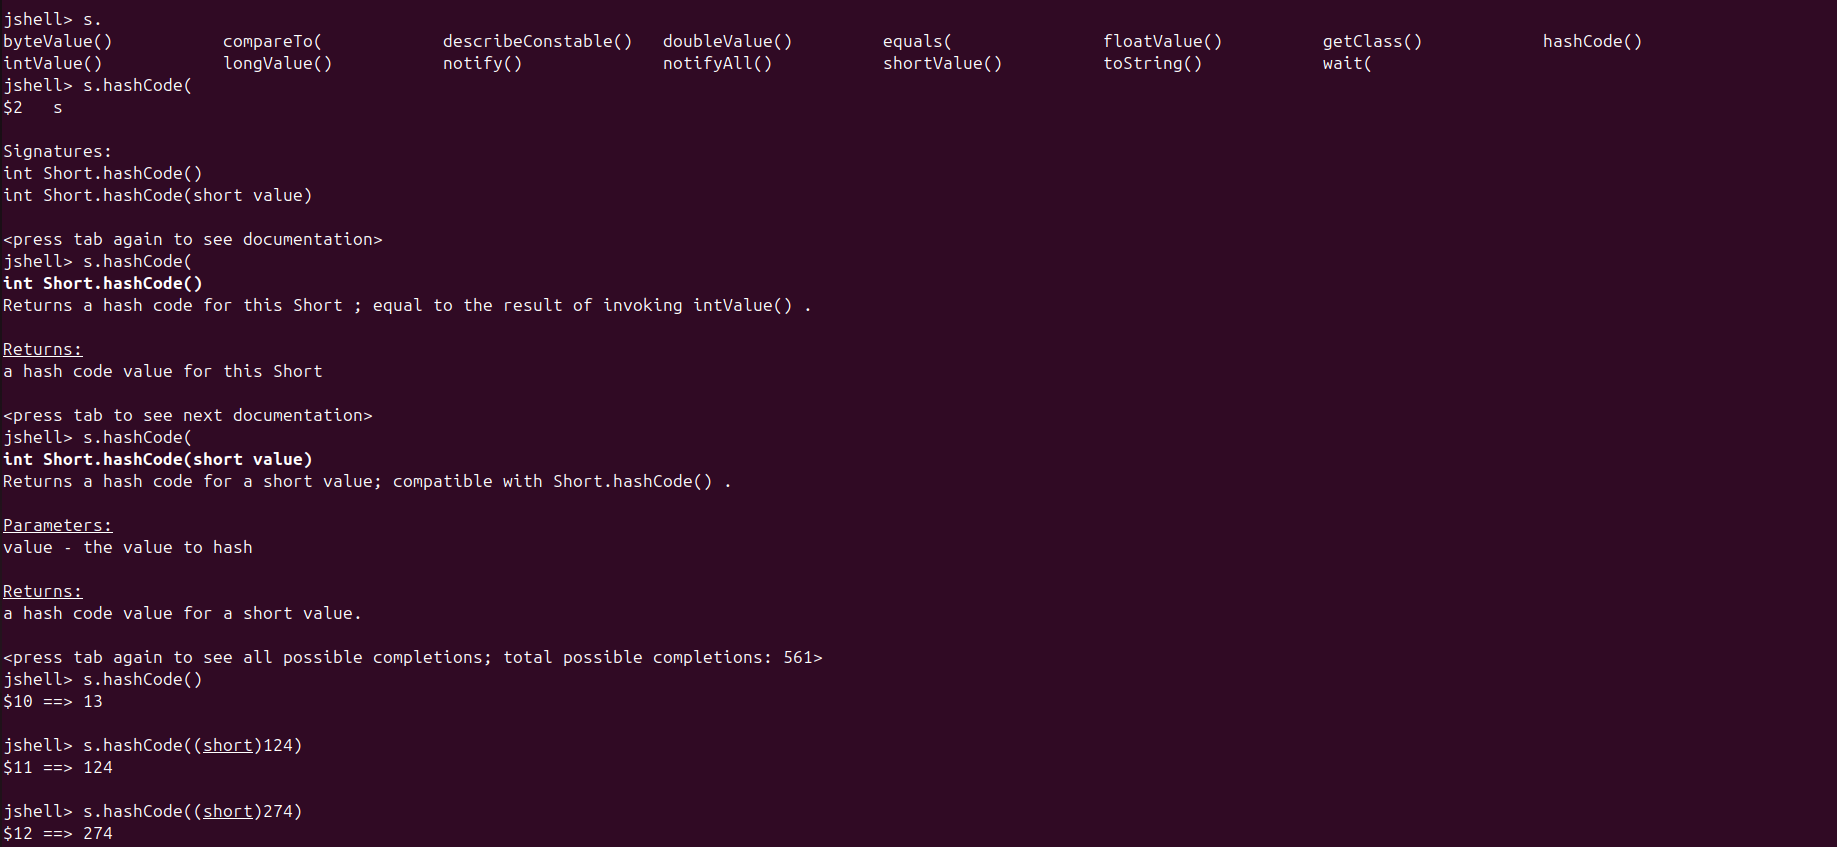 jshell> s.
byteValue()           compareTo(            describeConstable()   doubleValue()         equals(               floatValue()          getClass()            hashCode()
intValue()            longValue()           notify()              notifyAll()           shortValue()          toString()            wait(
jshell> s.hashCode(
$2   s

Signatures:
int Short.hashCode()
int Short.hashCode(short value)

<press tab again to see documentation>
jshell> s.hashCode(
int Short.hashCode()
Returns a hash code for this Short ; equal to the result of invoking intValue() .

Returns:
a hash code value for this Short

<press tab to see next documentation>
jshell> s.hashCode(
int Short.hashCode(short value)
Returns a hash code for a short value; compatible with Short.hashCode() .

Parameters:
value - the value to hash

Returns:
a hash code value for a short value.

<press tab again to see all possible completions; total possible completions: 561>
jshell> s.hashCode()
$10 ==> 13

jshell> s.hashCode((short)124)
$11 ==> 124

jshell> s.hashCode((short)274)
$12 ==> 274